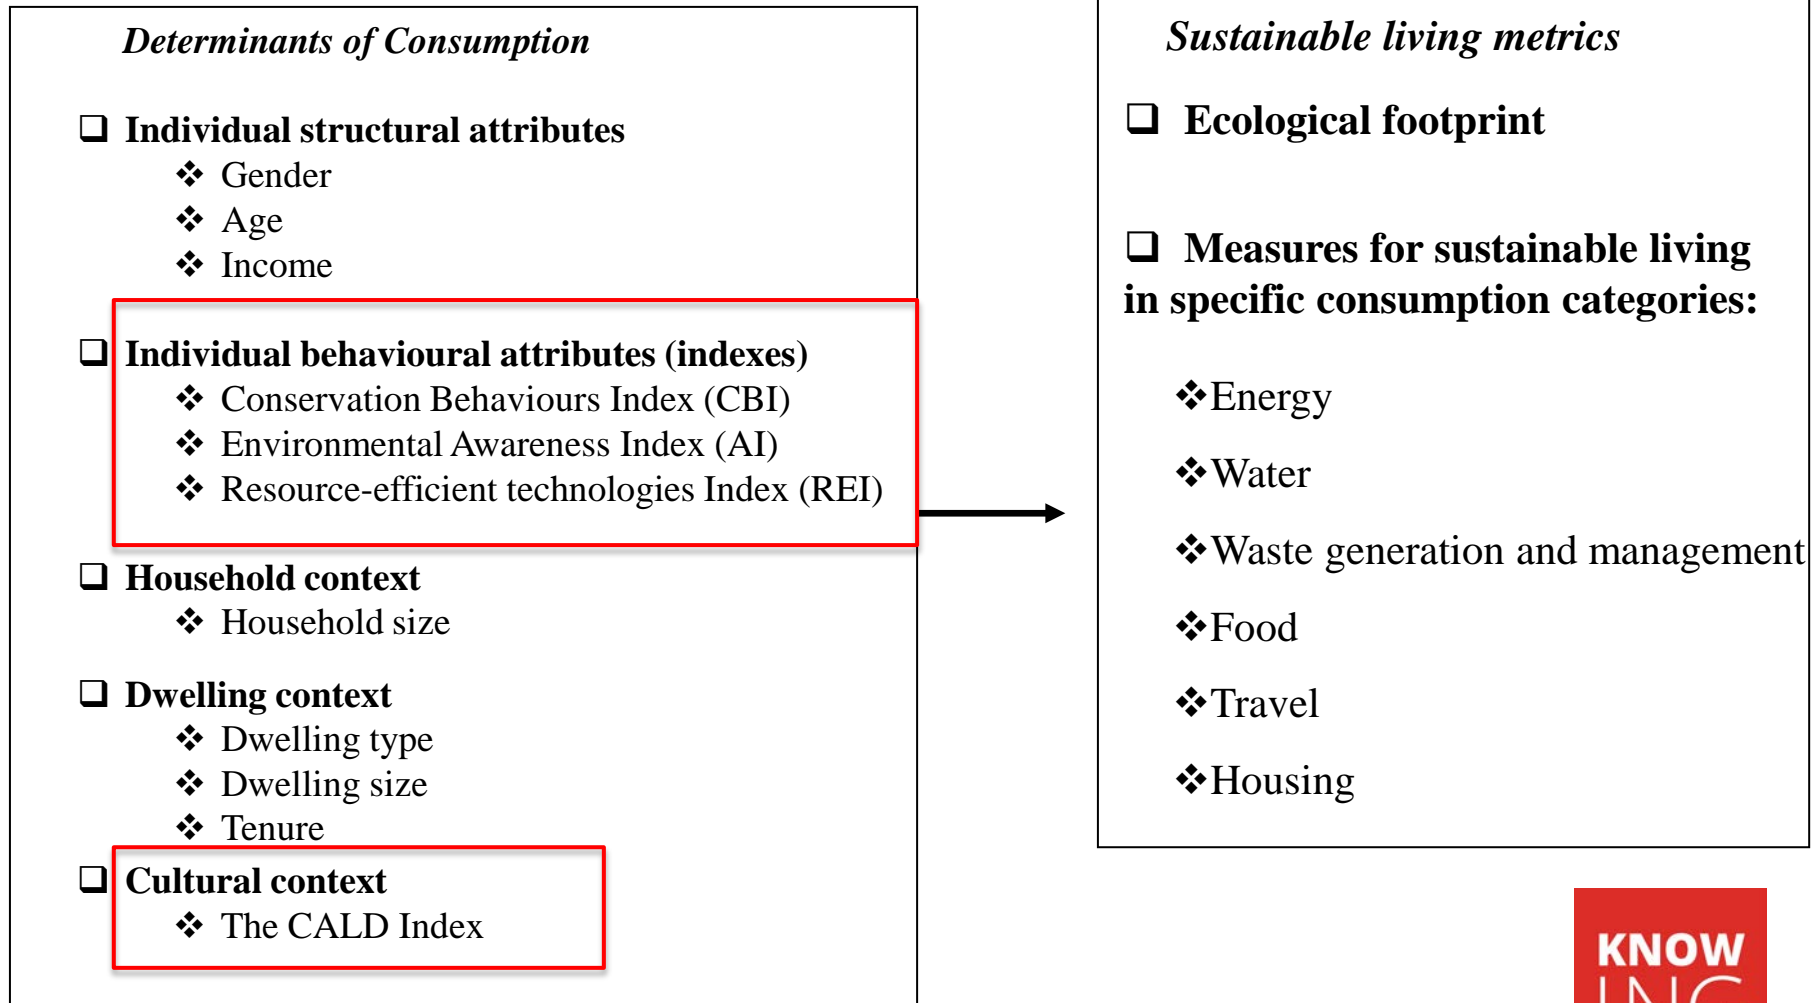 Determinants of Consumption
Individual structural attributes
Gender
Age
Income
Individual behavioural attributes (indexes)
Conservation Behaviours Index (CBI)
Environmental Awareness Index (AI)
Resource-efficient technologies Index (REI)
Household context
Household size
Dwelling context
Dwelling type
Dwelling size
Tenure
Cultural context
The CALD Index
Sustainable living metrics
Ecological footprint
Measures for sustainable living
in specific consumption categories:
Energy
Water
Waste generation and management
Food
Travel
Housing
KNOW
ING